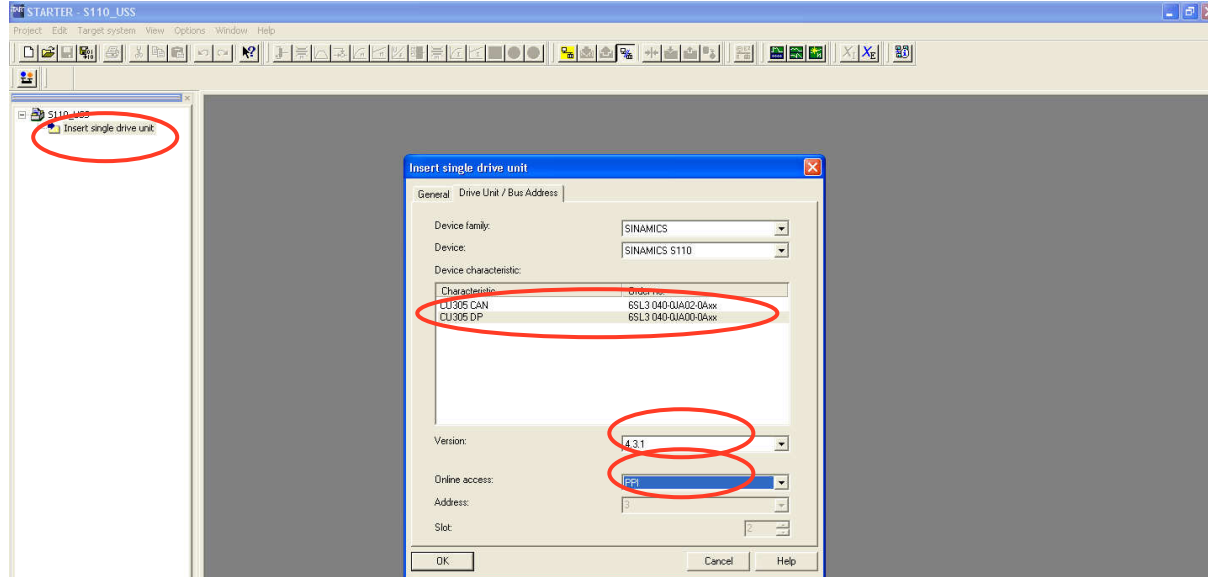 STARTER - S110_USS
Project Edit Target system View Options Window Help
S110_USS
Insert single drive unit
Insert single drive unit
General Drive Unit / Bus Address
Device family: SINAMICS
Device: SINAMICS S110
Device characteristic:
Characteristic Order no.
CU305 CAN 6SL3 040-0JA02-0Axx
CU305 DP 6SL3 040-0JA00-0Axx
Version: 4.3.1
Online access: PPI
Address: 3
Slot: 2
OK Cancel Help